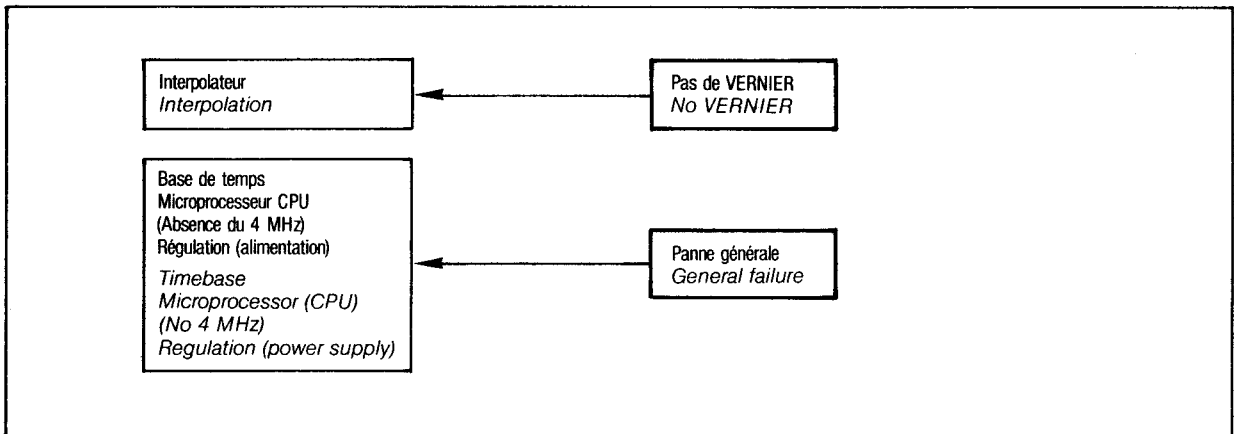 Interpolateur
Interpolation
Pas de VERNIER
No VERNIER
Base de temps
Microprocesseur CPU
(Absence du 4 MHz)
Régulation (alimentation)
Timebase
Microprocessor (CPU)
(No 4 MHz)
Regulation (power supply)
Panne générale
General failure